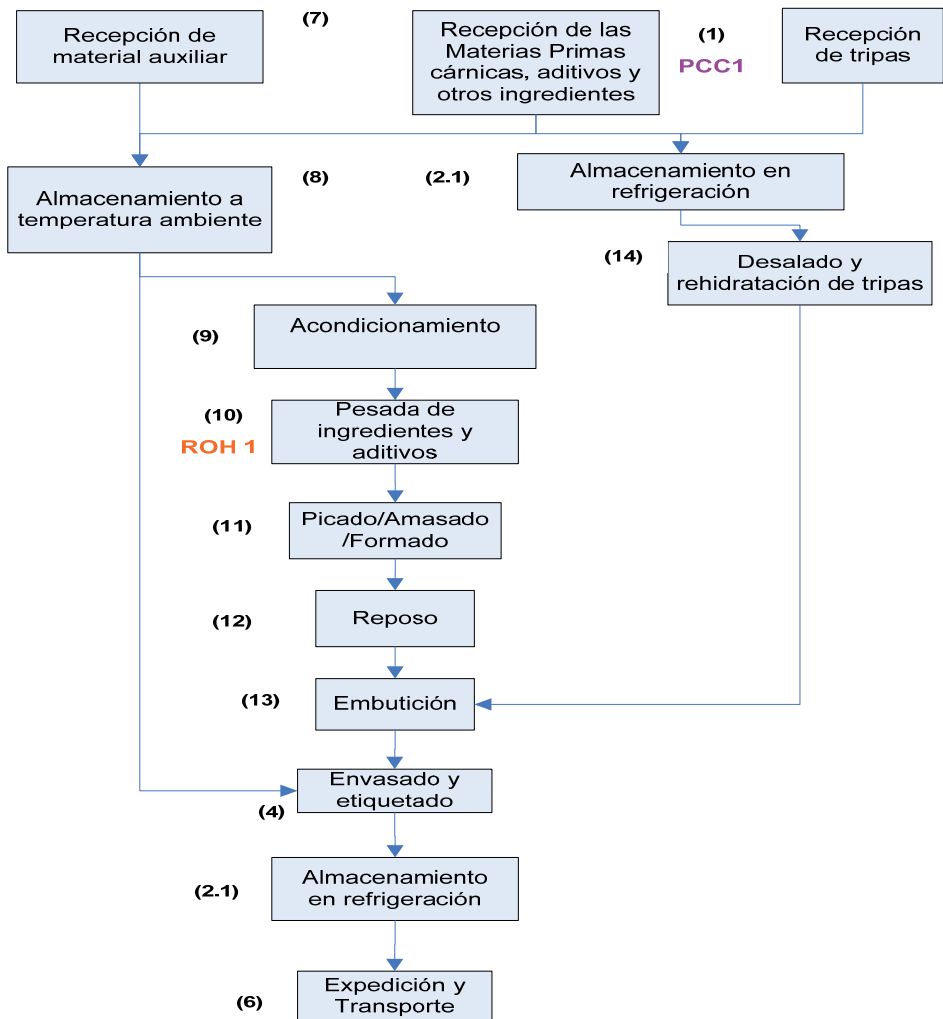 Recepción de
material auxiliar
(7)
Recepción de las
Materias Primas
cárnicas, aditivos y
otros ingredientes
(1)
PCC1
Recepción
de tripas
Almacenamiento a
temperatura ambiente
(8)
(2.1)
Almacenamiento en
refrigeración
(14)
Desalado y
rehidratación de tripas
(9)
Acondicionamiento
(10)
ROH 1
Pesada de
ingredientes y
aditivos
(11)
Picado/Amasado
/Formado
(12)
Reposo
(13)
Embutición
(4)
Envasado y
etiquetado
(2.1)
Almacenamiento
en refrigeración
(6)
Expedición y
Transporte